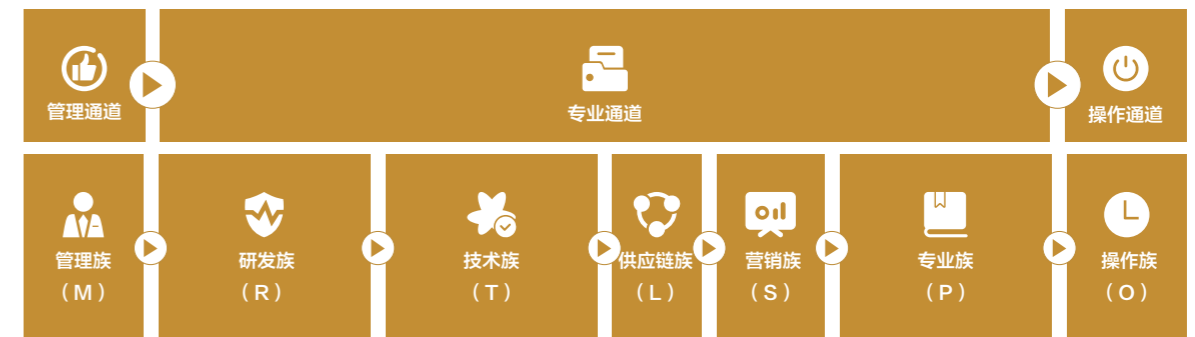 管理通道
专业通道
操作通道
管理族
（M）
研发族
（R）
技术族
（T）
供应链族
（L）
营销族
（S）
专业族
（P）
操作族
（O）